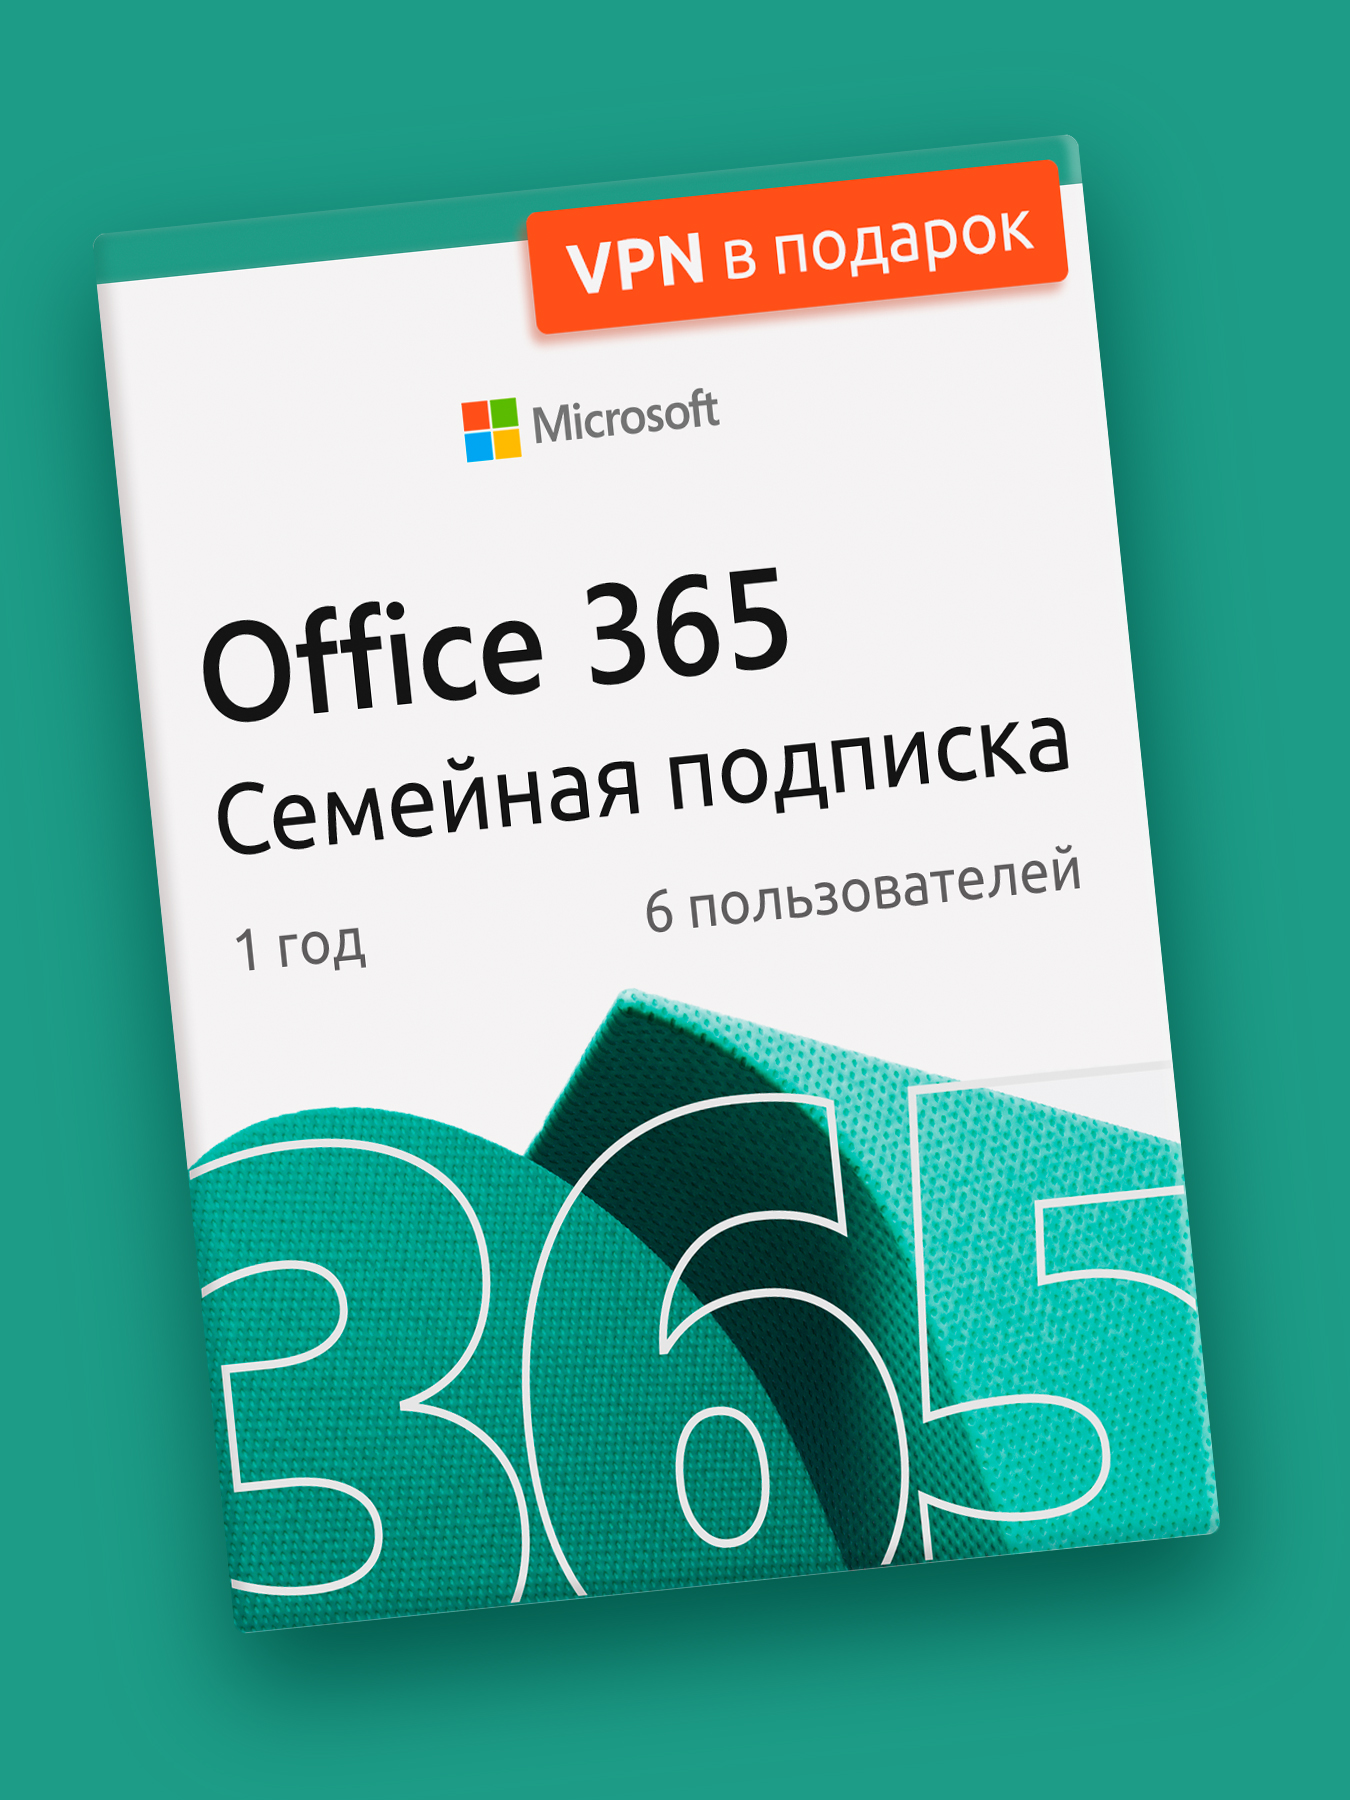 VPN в подарок
Microsoft
Office 365
Семейная подписка
1 год
6 пользователей
365